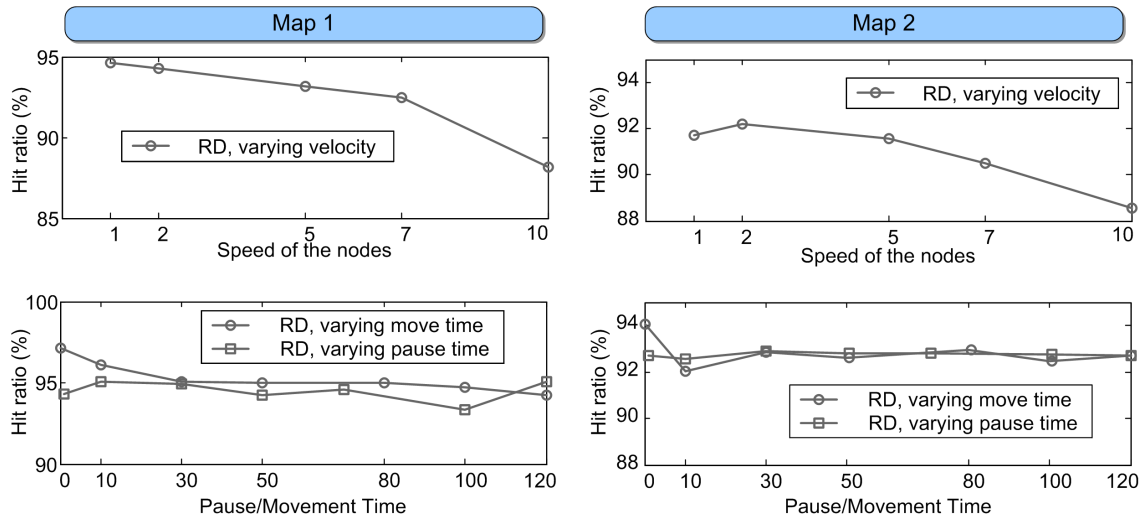 Map 1
Map 2
95
90
85
Hit ratio (%)
RD, varying velocity
1 2 5 7 10
Speed of the nodes
94
92
90
88
Hit ratio (%)
RD, varying velocity
1 2 5 7 10
Speed of the nodes
100
95
90
Hit ratio (%)
RD, varying move time
RD, varying pause time
0 10 30 50 80 100 120
Pause/Movement Time
94
92
90
88
Hit ratio (%)
RD, varying move time
RD, varying pause time
0 10 30 50 80 100 120
Pause/Movement Time